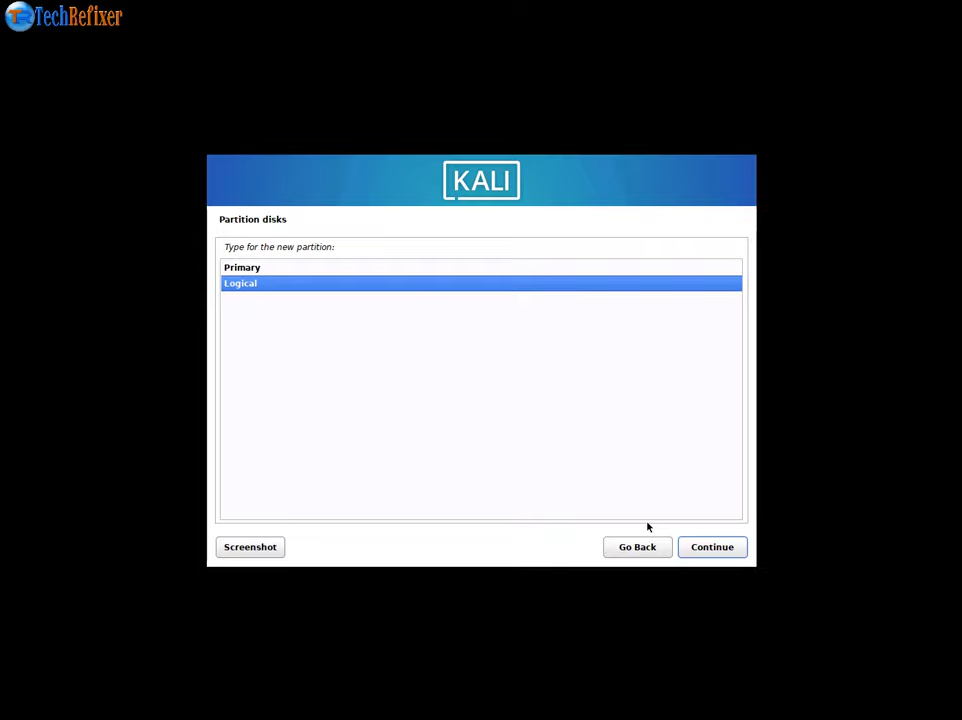 TechRefixer
KALI
Partition disks
Type for the new partition:
Primary
Logical
Screenshot
Go Back
Continue